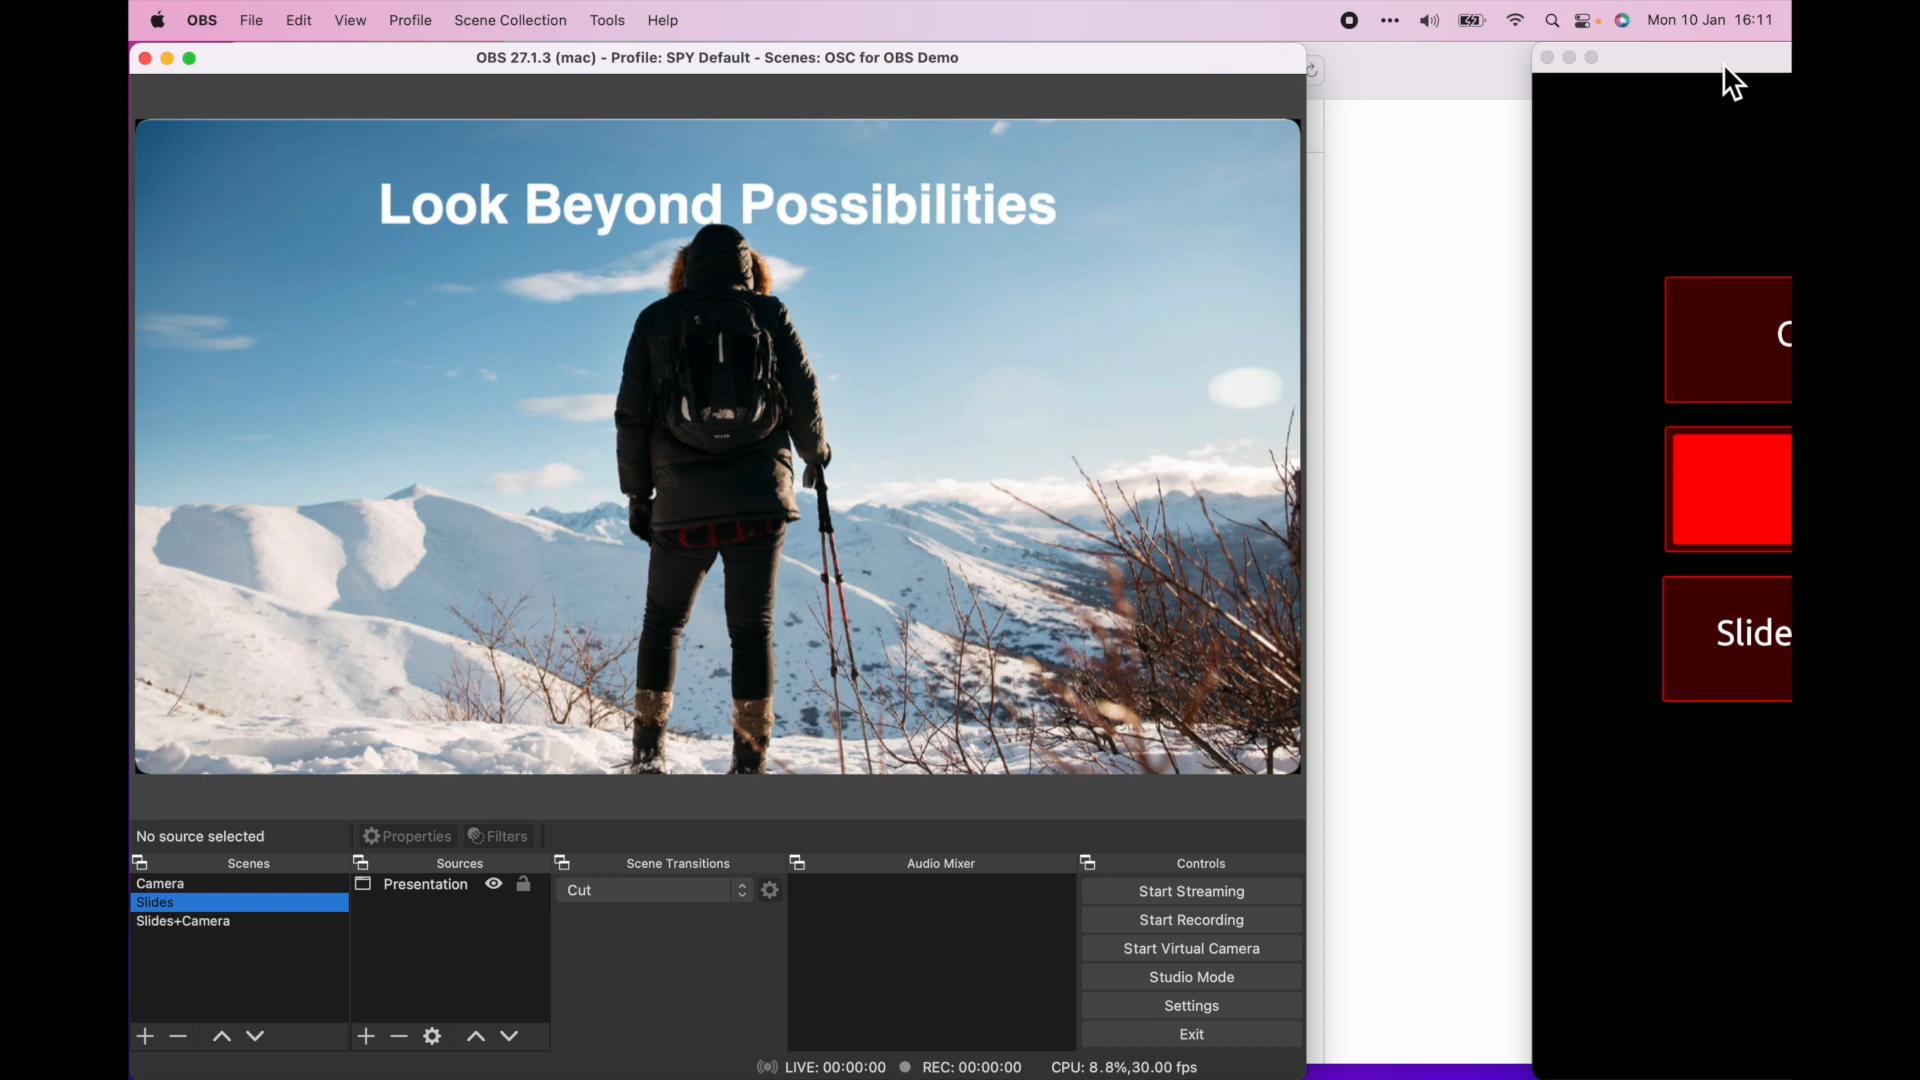 OBS File Edit View Profile Scene Collection Tools Help
Mon 10 Jan 16:11
OBS 27.1.3 (mac) - Profile: SPY Default - Scenes: OSC for OBS Demo
Look Beyond Possibilities
C
Slide
No source selected
Properties
Filters
Scenes
Sources
Scene Transitions
Audio Mixer
Controls
Camera
Slides
Slides+Camera
Presentation
Cut
Start Streaming
Start Recording
Start Virtual Camera
Studio Mode
Settings
Exit
LIVE: 00:00:00
REC: 00:00:00
CPU: 8.8%,30.00 fps